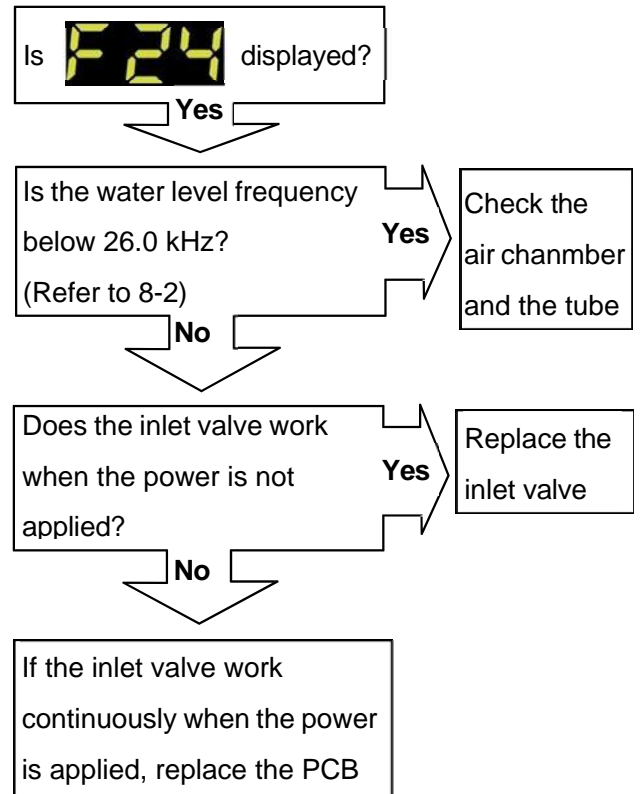 Is F24 displayed?
Yes
Is the water level frequency
below 26.0 kHz?
(Refer to 8-2)
Yes
Check the
air chanmber
and the tube
No
Does the inlet valve work
when the power is not
applied?
Yes
Replace the
inlet valve
No
If the inlet valve work
continuously when the power
is applied, replace the PCB